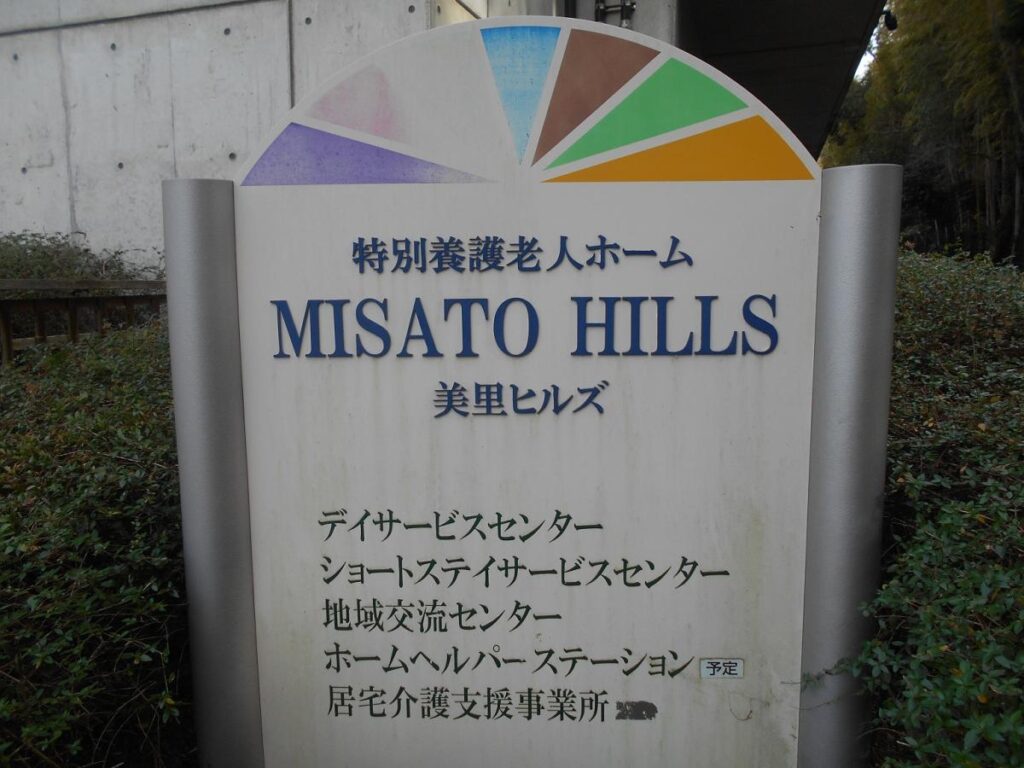 特別養護老人ホーム
MISATO HILLS
美里ヒルズ
デイサービスセンター
ショートステイサービスセンター
地域交流センター
ホームヘルパーステーション 予定
居宅介護支援事業所